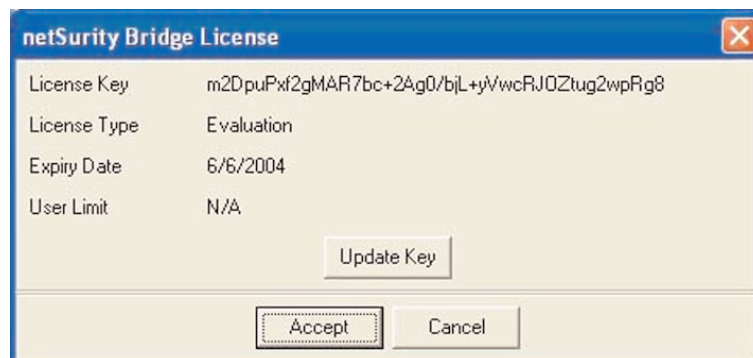 netSurity Bridge License
License Key m2DpuPxf2gMAR7bc+2Ag0/bjL+yVwcRJOZtug2wpRg8
License Type Evaluation
Expiry Date 6/6/2004
User Limit N/A
Update Key
Accept Cancel